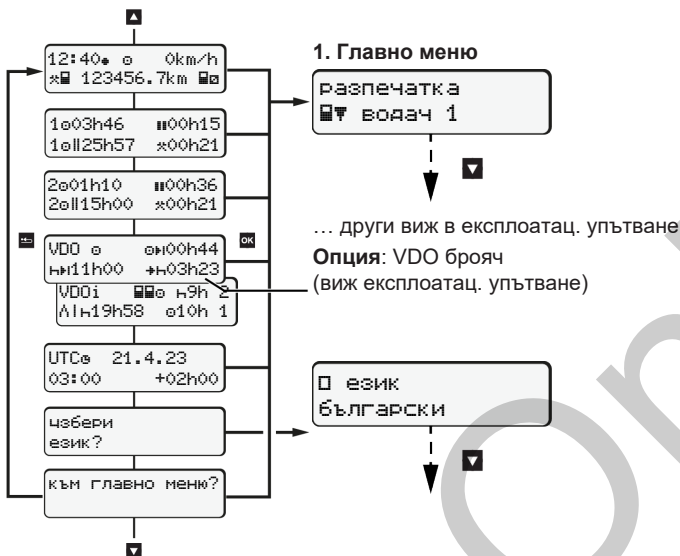 12:40 0km/h
123456.7km
1 03h46 00h15
1 25h57 00h21
2 01h10 00h36
2 15h00 00h21
VDO 00h44
11h00 03h23
VDOi 9h 2
19h58 10h 1
UTC 21.4.23
03:00 +02h00
избери
език?
към главно меню?
OK
1. Главно меню
разпечатка
водач 1
… други виж в експлоатац. упътване
Опция: VDO брояч
(виж експлоатац. упътване)
език
български